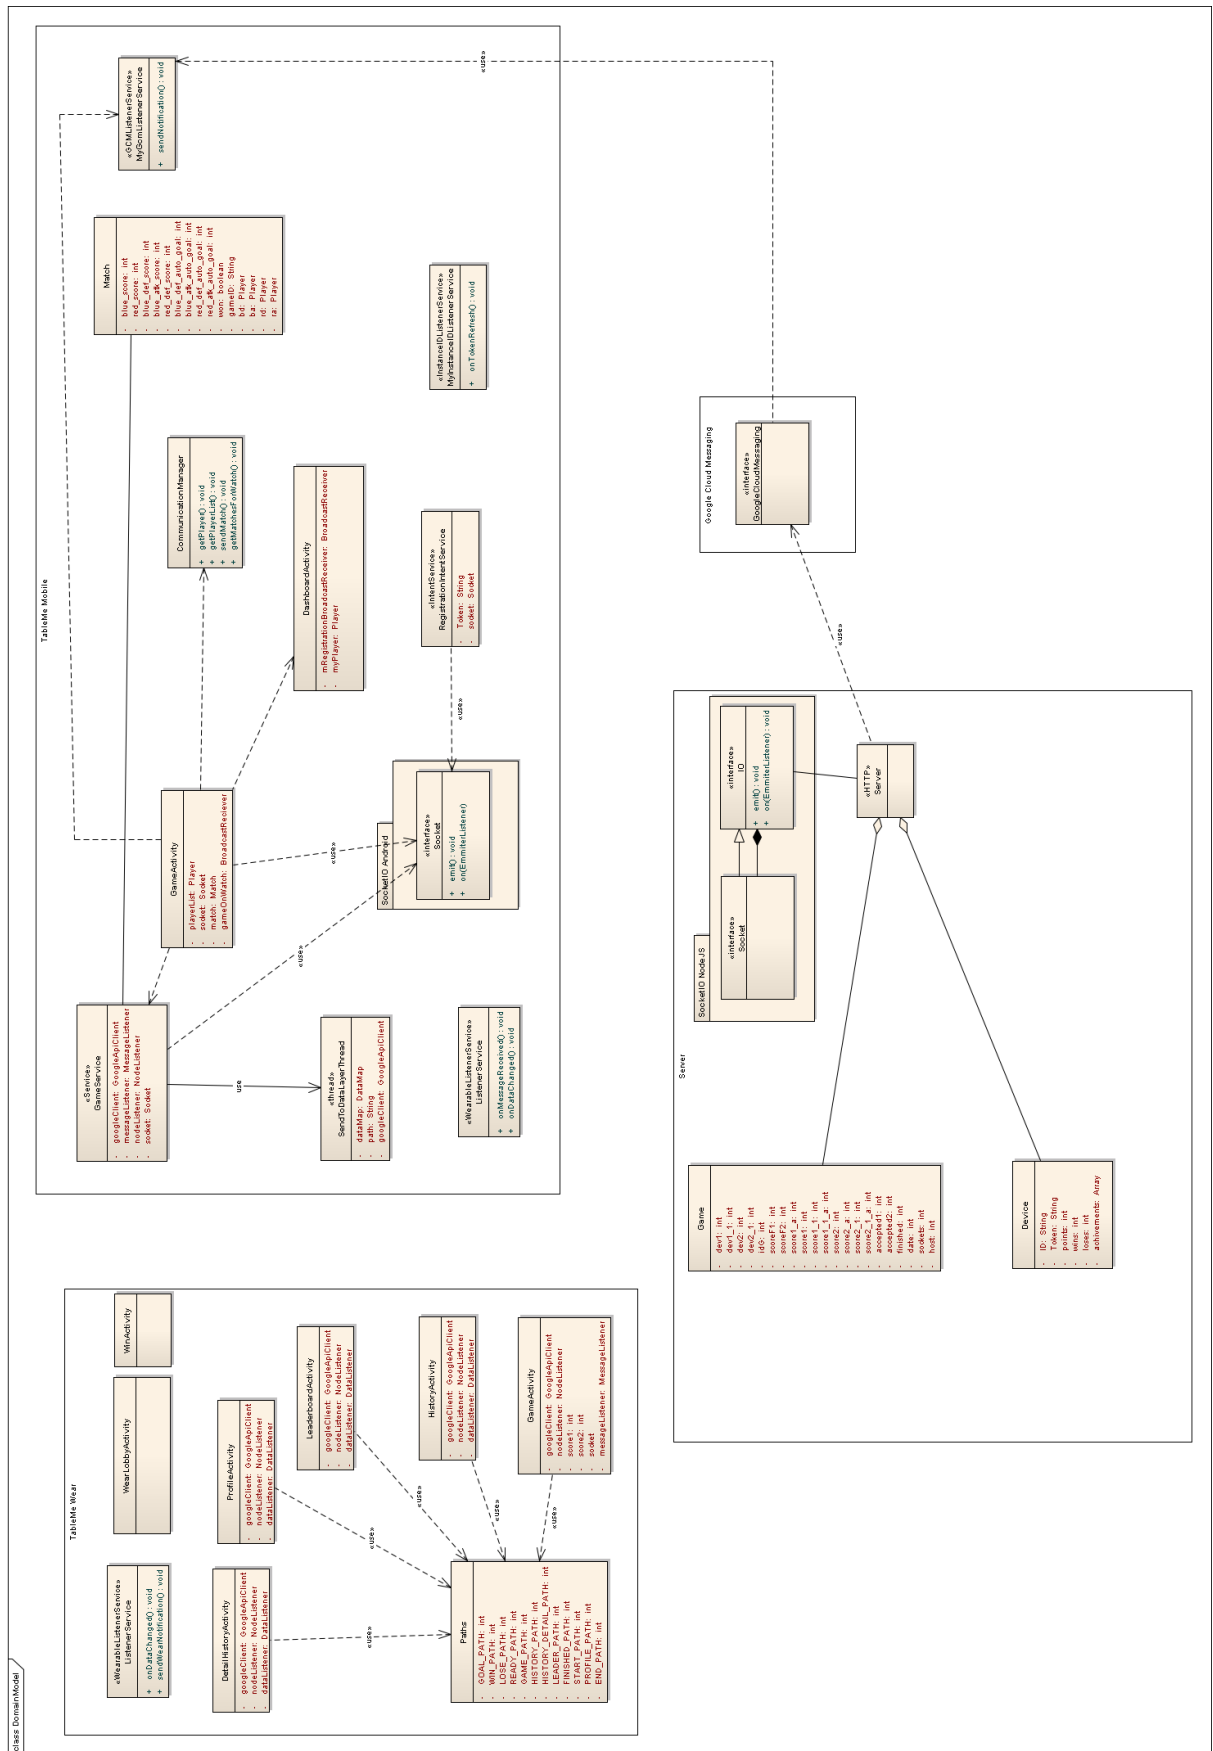 class DomainModel
TableMe Wear
«WearableListenerService»
ListenerService
+ onDataChanged() : void
+ sendWearNotification() : void
WearLobbyActivity
WinActivity
DetailHistoryActivity
- googleClient: GoogleApiClient
- nodeListener: NodeListener
- dataListener: DataListener
ProfileActivity
- googleClient: GoogleApiClient
- nodeListener: NodeListener
- dataListener: DataListener
LeaderboardActivity
- googleClient: GoogleApiClient
- nodeListener: NodeListener
- dataListener: DataListener
HistoryActivity
- googleClient: GoogleApiClient
- nodeListener: NodeListener
- dataListener: DataListener
GameActivity
- googleClient: GoogleApiClient
- nodeListener: NodeListener
- score1: int
- score2: int
- socket
- messageListener: MessageListener
«use»
«use»
«use»
«use»
«use»
Paths
- GOAL_PATH: int
- WIN_PATH: int
- LOSE_PATH: int
- READY_PATH: int
- GAME_PATH: int
- HISTORY_PATH: int
- HISTORY_DETAIL_PATH: int
- LEADER_PATH: int
- FINISHED_PATH: int
- START_PATH: int
- PROFILE_PATH: int
- END_PATH: int
TableMe Mobile
«Service»
GameService
- googleClient: GoogleApiClient
- messageListener: MessageListener
- nodeListener: NodeListener
- socket: Socket
GameActivity
- playerList: Player
- socket: Socket
- match: Match
- gameOnWatch: BroadcastReciever
CommunicationManager
+ getPlayer() : void
+ getPlayerList() : void
+ sendMatch() : void
+ getMatchesForWatch() : void
Match
- blue_score: int
- red_score: int
- blue_def_score: int
- blue_atk_score: int
- red_def_score: int
- blue_def_auto_goal: int
- blue_atk_auto_goal: int
- red_def_auto_goal: int
- red_atk_auto_goal: int
- won: boolean
- gameID: String
- bd: Player
- ba: Player
- rd: Player
- ra: Player
«GCMListenerService»
MyGcmListenerService
+ sendNotification() : void
DashboardActivity
- mRegistrationBroadcastReceiver: BroadcastReceiver
- myPlayer: Player
use
«thread»
SendToDataLayerThread
- dataMap: DataMap
- path: String
- googleClient: GoogleApiClient
«use»
«use»
«use»
SocketIO Android
«interface»
Socket
+ emit() : void
+ on(EmmiterListener)
«IntentService»
RegistrationIntentService
- Token: String
- socket: Socket
«InstanceIDListenerService»
MyInstanceIDListenerService
+ onTokenRefresh() : void
«WearableListenerService»
ListenerService
+ onMessageReceived() : void
+ onDataChanged() : void
«use»
Google Cloud Messaging
«interface»
GoogleCloudMessaging
«use»
Server
SocketIO NodeJS
«interface»
Socket
«interface»
IO
+ emit() : void
+ on(EmmiterListener) : void
«HTTP»
Server
Game
- dev1: int
- dev1_1: int
- dev2: int
- dev2_1: int
- idG: int
- scoreF1: int
- scoreF2: int
- score1_a: int
- score1: int
- score1_1: int
- score1_1_a: int
- score2: int
- score2_a: int
- score2_1: int
- score2_1_a: int
- accepted1: int
- accepted2: int
- finished: int
- date: int
- sockets: int
- host: int
Device
- ID: String
- Token: String
- points: int
- wins: int
- loses: int
- achivements: Array